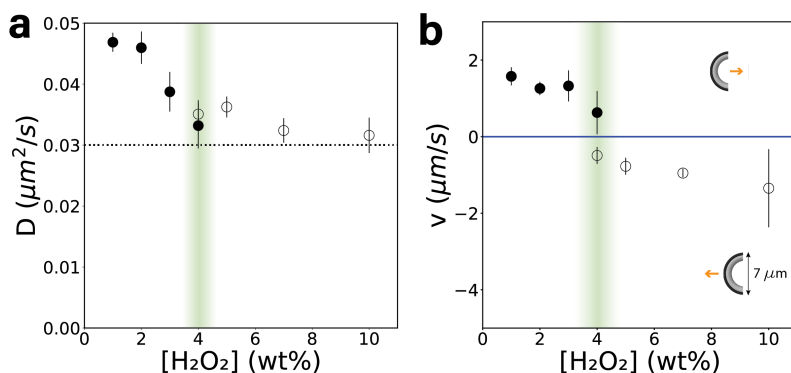 a
D (μm²/s)
0.05
0.04
0.03
0.02
0.01
0.00
0 2 4 6 8 10
[H₂O₂] (wt%)
b
v (μm/s)
2
0
−2
−4
7 μm
0 2 4 6 8 10
[H₂O₂] (wt%)